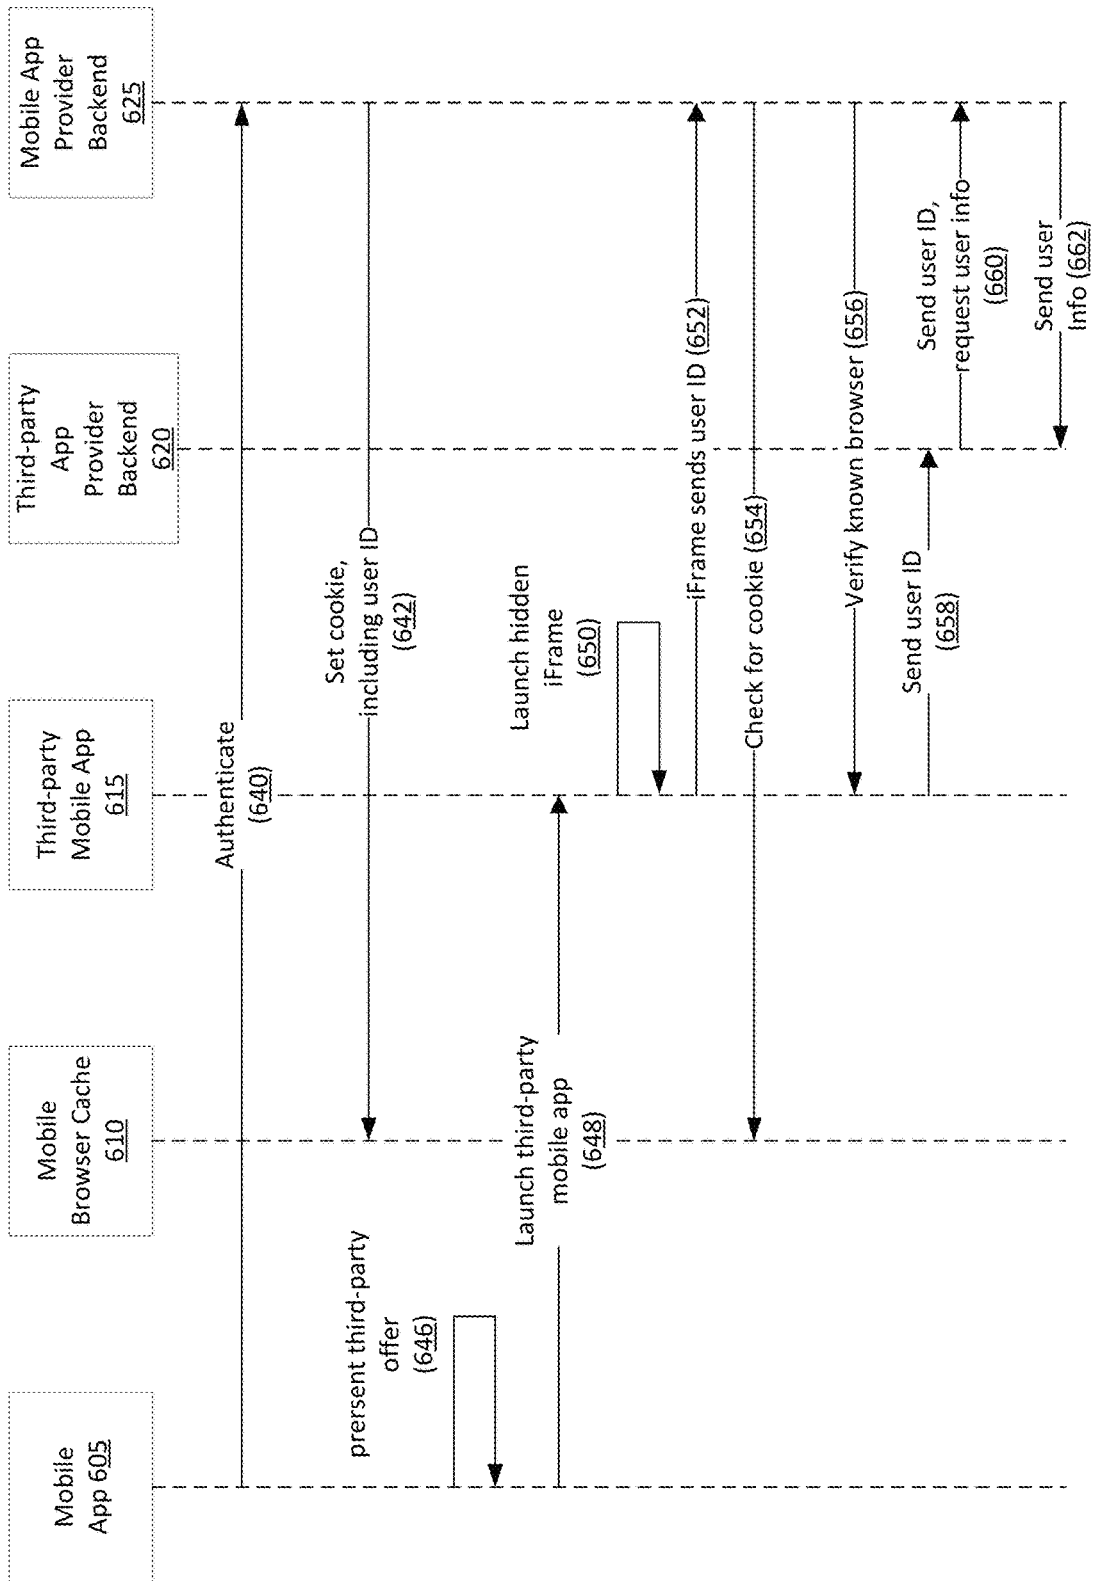 Mobile
App 605
Mobile
Browser Cache
610
Third-party
Mobile App
615
Third-party
App
Provider
Backend
620
Mobile App
Provider
Backend
625
Authenticate
(640)
Set cookie,
including user ID
(642)
prersent third-party
offer
(646)
Launch third-party
mobile app
(648)
Launch hidden
iFrame
(650)
iFrame sends user ID (652)
Check for cookie (654)
Verify known browser (656)
Send user ID
(658)
Send user ID,
request user info
(660)
Send user
Info (662)